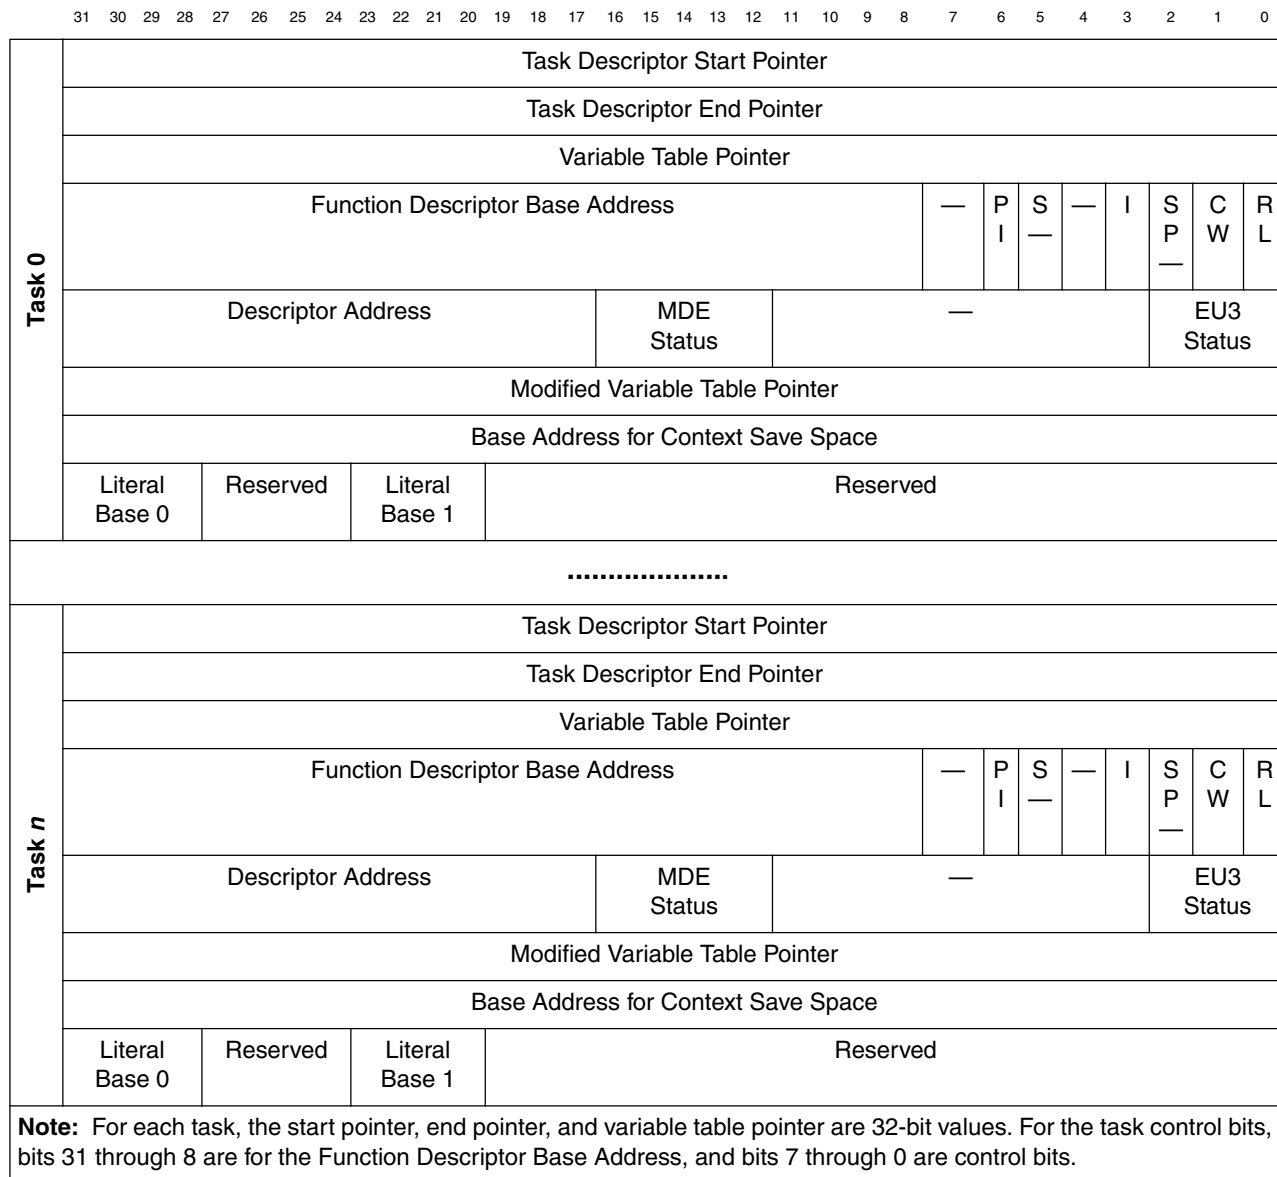 31 30 29 28 27 26 25 24 23 22 21 20 19 18 17 16 15 14 13 12 11 10 9 8 7 6 5 4 3 2 1 0
Task 0
Task Descriptor Start Pointer
Task Descriptor End Pointer
Variable Table Pointer
Function Descriptor Base Address — P S — I S C R
I — P W L
—
Descriptor Address MDE — EU3
Status Status
Modified Variable Table Pointer
Base Address for Context Save Space
Literal Reserved Literal Reserved
Base 0 Base 1
....................
Task n
Task Descriptor Start Pointer
Task Descriptor End Pointer
Variable Table Pointer
Function Descriptor Base Address — P S — I S C R
I — P W L
—
Descriptor Address MDE — EU3
Status Status
Modified Variable Table Pointer
Base Address for Context Save Space
Literal Reserved Literal Reserved
Base 0 Base 1
Note: For each task, the start pointer, end pointer, and variable table pointer are 32-bit values. For the task control bits,
bits 31 through 8 are for the Function Descriptor Base Address, and bits 7 through 0 are control bits.